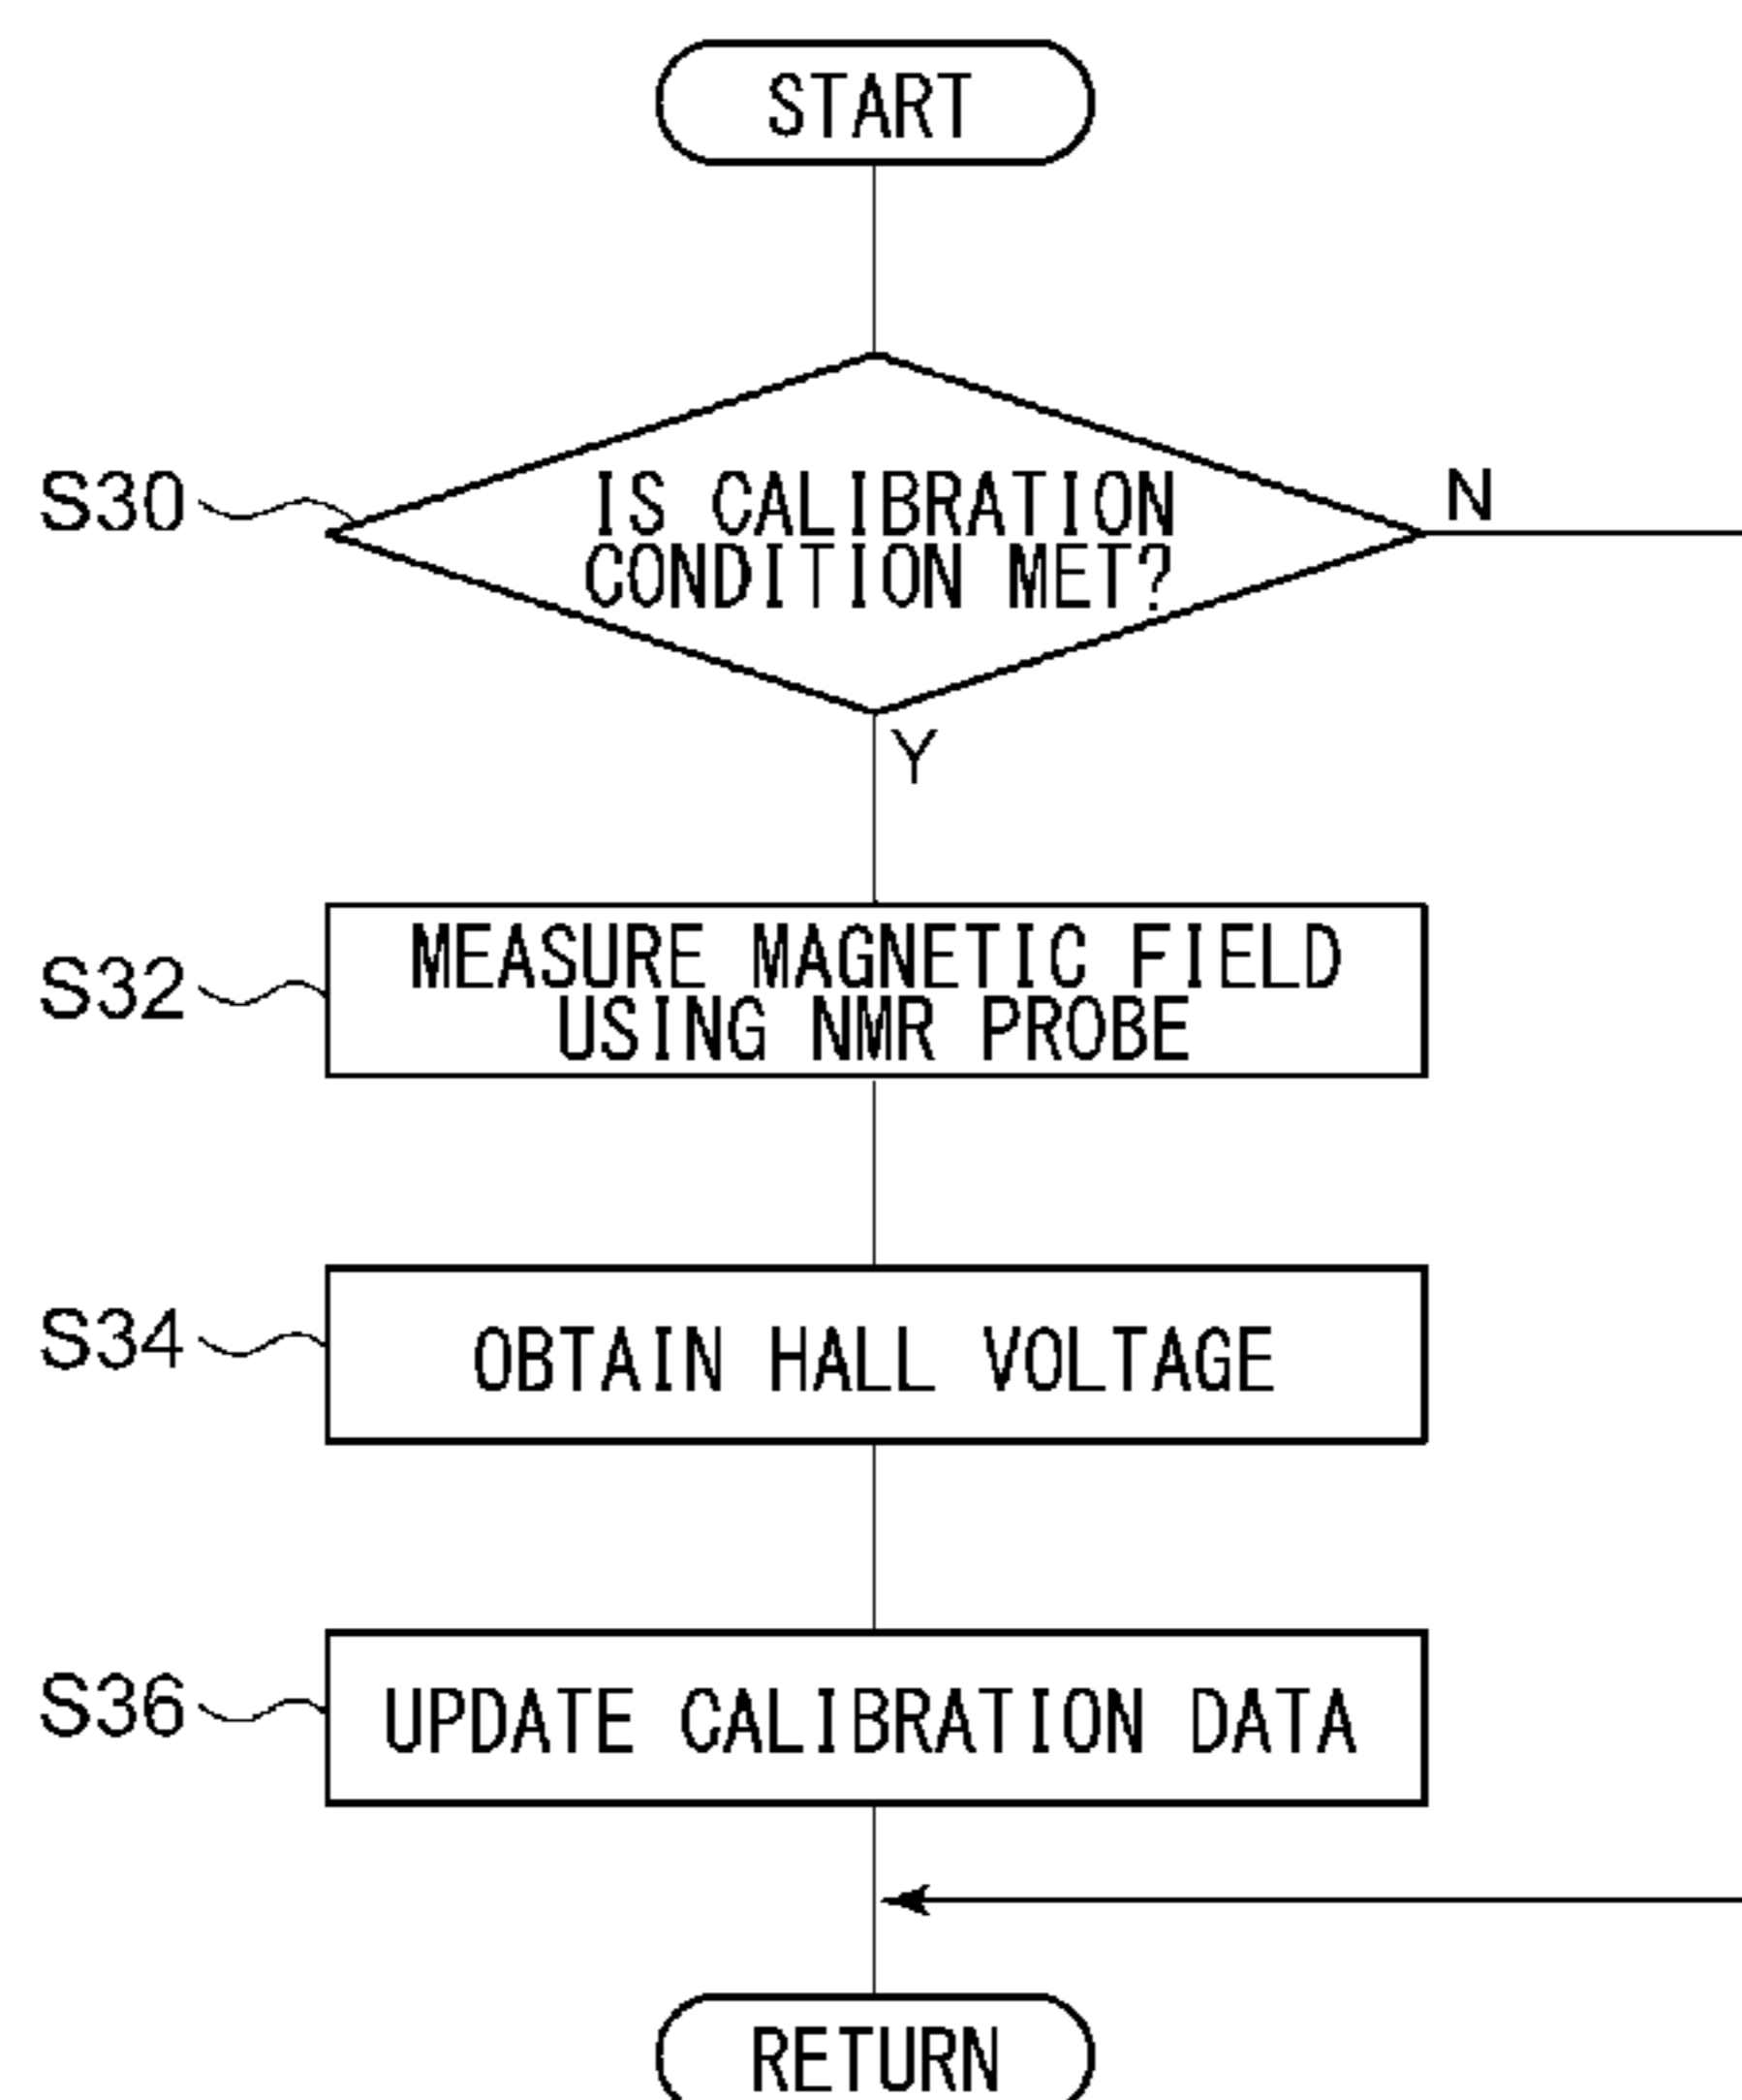 START
S30
IS CALIBRATION
CONDITION MET?
N
Y
S32
MEASURE MAGNETIC FIELD
USING NMR PROBE
S34
OBTAIN HALL VOLTAGE
S36
UPDATE CALIBRATION DATA
RETURN